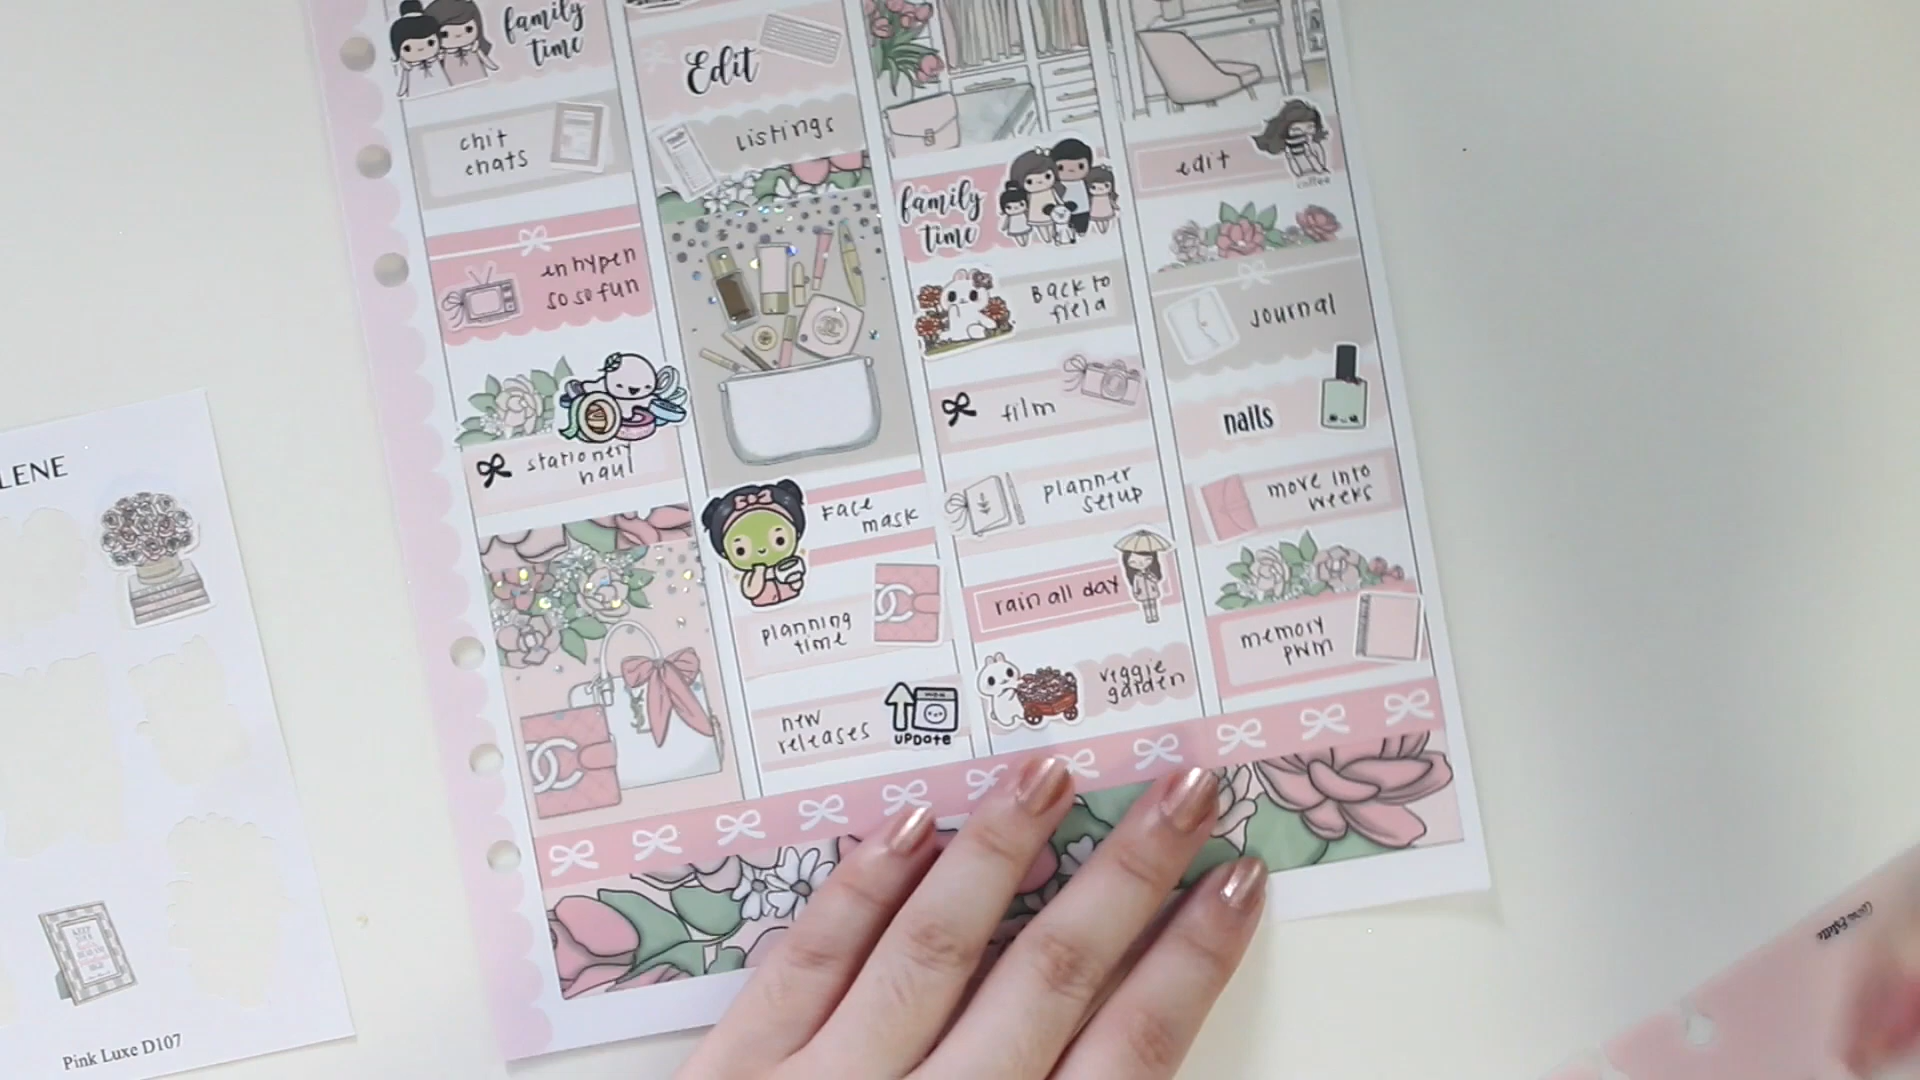 family
time
chit
chats
enhypen
so so fun
stationery
haul
Edit
listings
Face
mask
planning
time
new
releases
UPDATE
family
time
Back to
field
film
planner
setup
rain all day
veggie
garden
edit
coffee
Journal
nails
move into
weeks
memory
PWM
LENE
KEEP
Pink Luxe D107